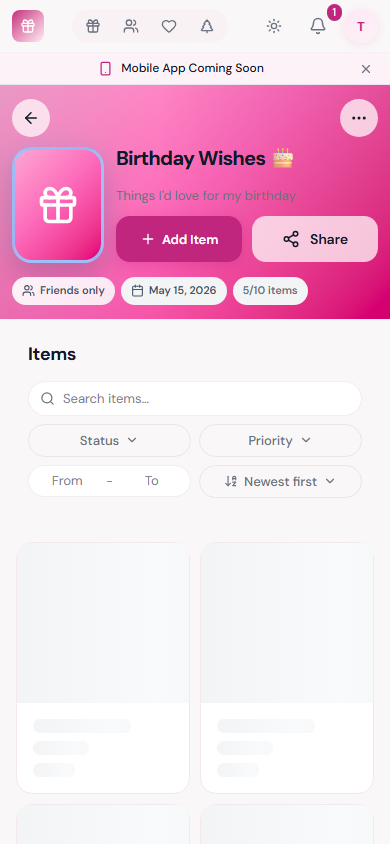 1
T
Mobile App Coming Soon
Birthday Wishes 🎂
Things I'd love for my birthday
Add Item
Share
Friends only
May 15, 2026
5/10 items
Items
Search items...
Status
Priority
From - To
Newest first